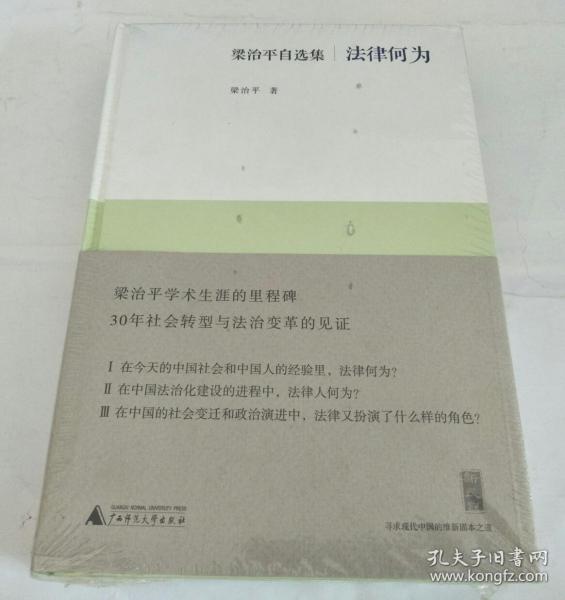 梁治平自选集 | 法律何为
梁治平 著
梁治平学术生涯的里程碑
30年社会转型与法治变革的见证
Ⅰ 在今天的中国社会和中国人的经验里，法律何为？
Ⅱ 在中国法治化建设的进程中，法律人何为？
Ⅲ 在中国的社会变迁和政治演进中，法律又扮演了什么样的角色？
GUANGXI NORMAL UNIVERSITY PRESS
广西师范大学出版社
寻求现代中国的维新固本之道
孔夫子旧书网
www.kongfz.com